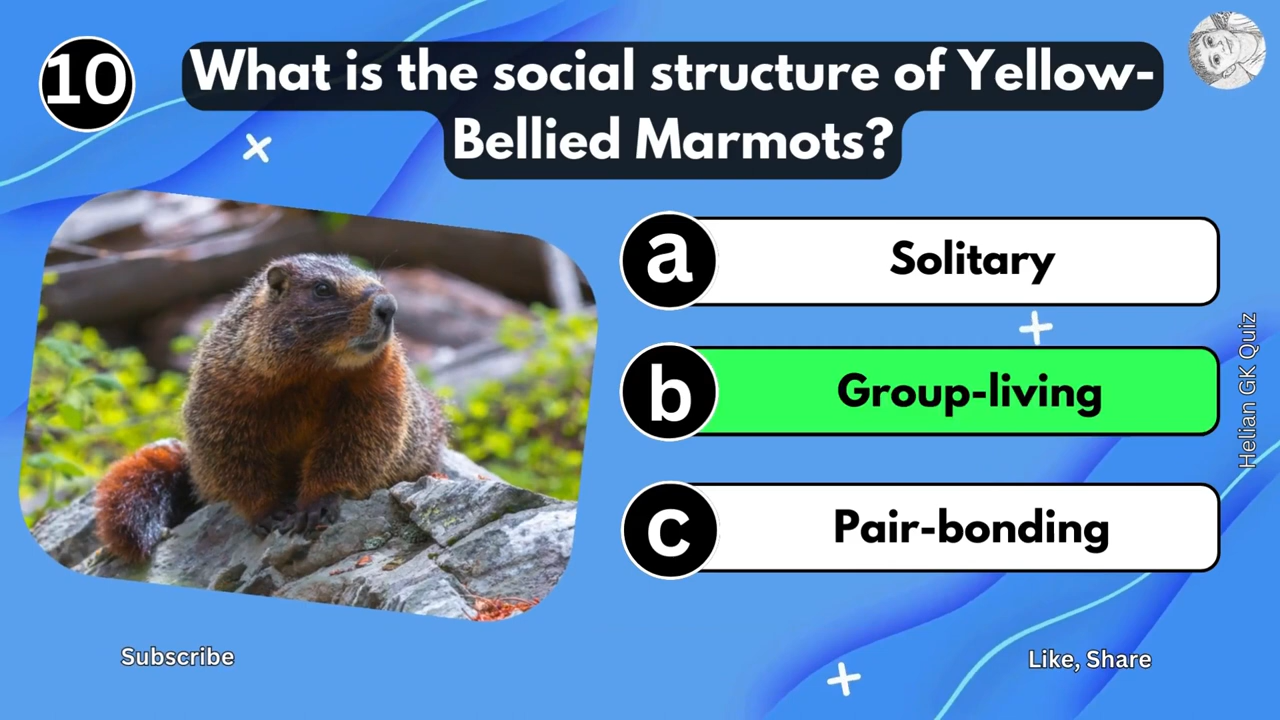 10
What is the social structure of Yellow-
Bellied Marmots?
a
Solitary
b
Group-living
c
Pair-bonding
Helian GK Quiz
Subscribe
Like, Share